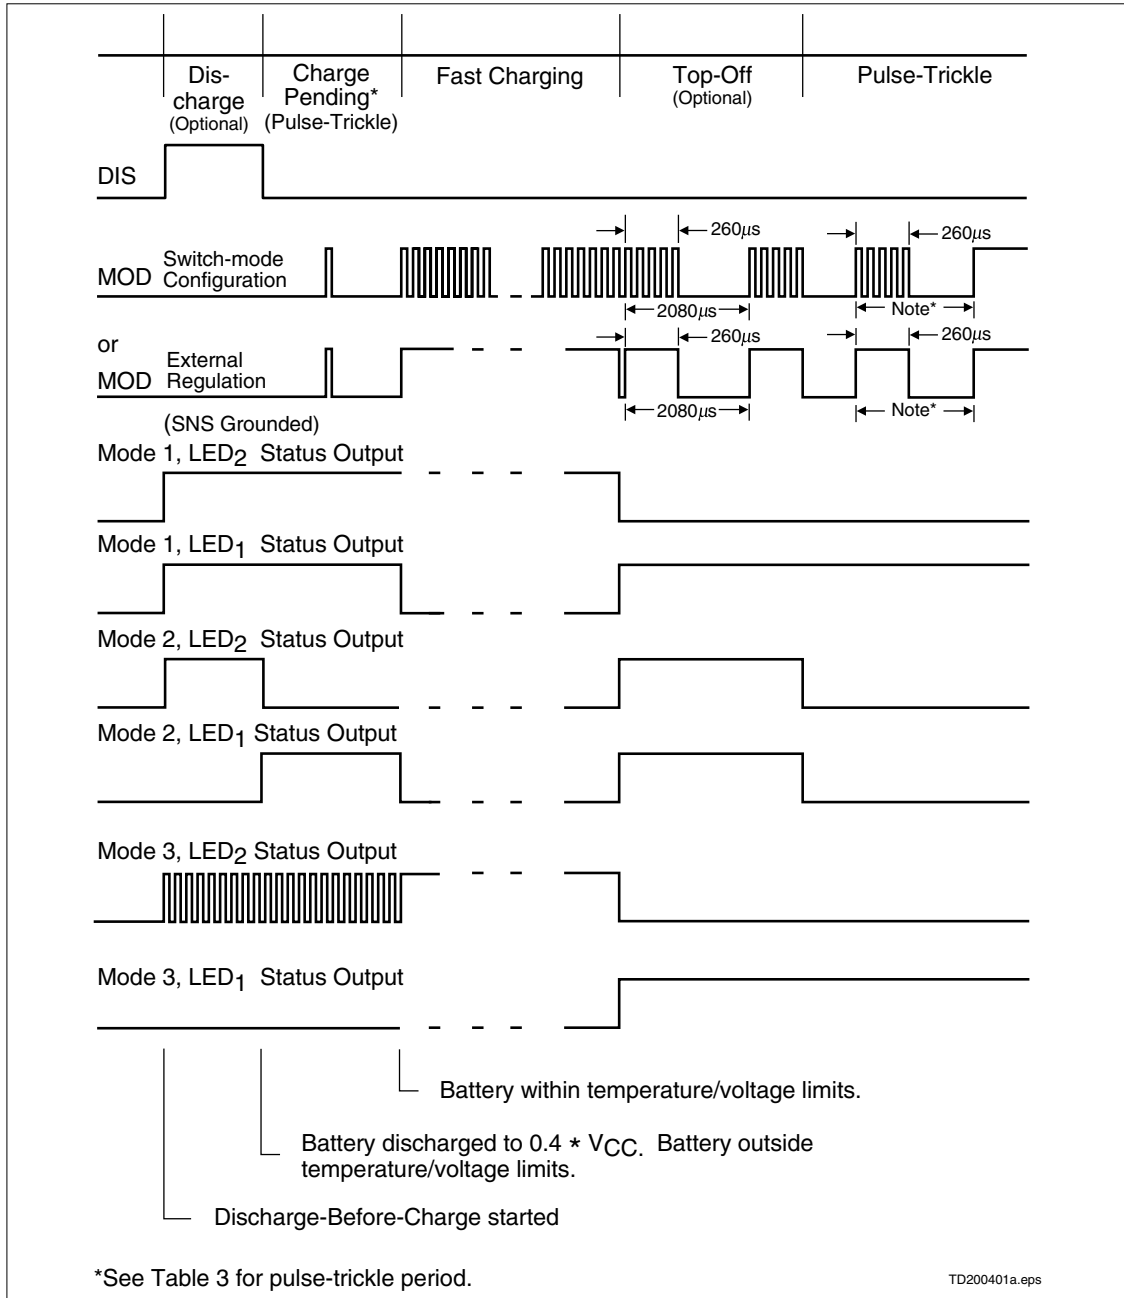 Dis-
charge
(Optional)
Charge
Pending*
(Pulse-Trickle)
Fast Charging
Top-Off
(Optional)
Pulse-Trickle
DIS
260µs
260µs
MOD Switch-mode
Configuration
2080µs
Note*
260µs
260µs
or
MOD External
Regulation
2080µs
Note*
(SNS Grounded)
Mode 1, LED2 Status Output
Mode 1, LED1 Status Output
Mode 2, LED2 Status Output
Mode 2, LED1 Status Output
Mode 3, LED2 Status Output
Mode 3, LED1 Status Output
Battery within temperature/voltage limits.
Battery discharged to 0.4 * VCC. Battery outside
temperature/voltage limits.
Discharge-Before-Charge started
*See Table 3 for pulse-trickle period.
TD200401a.eps